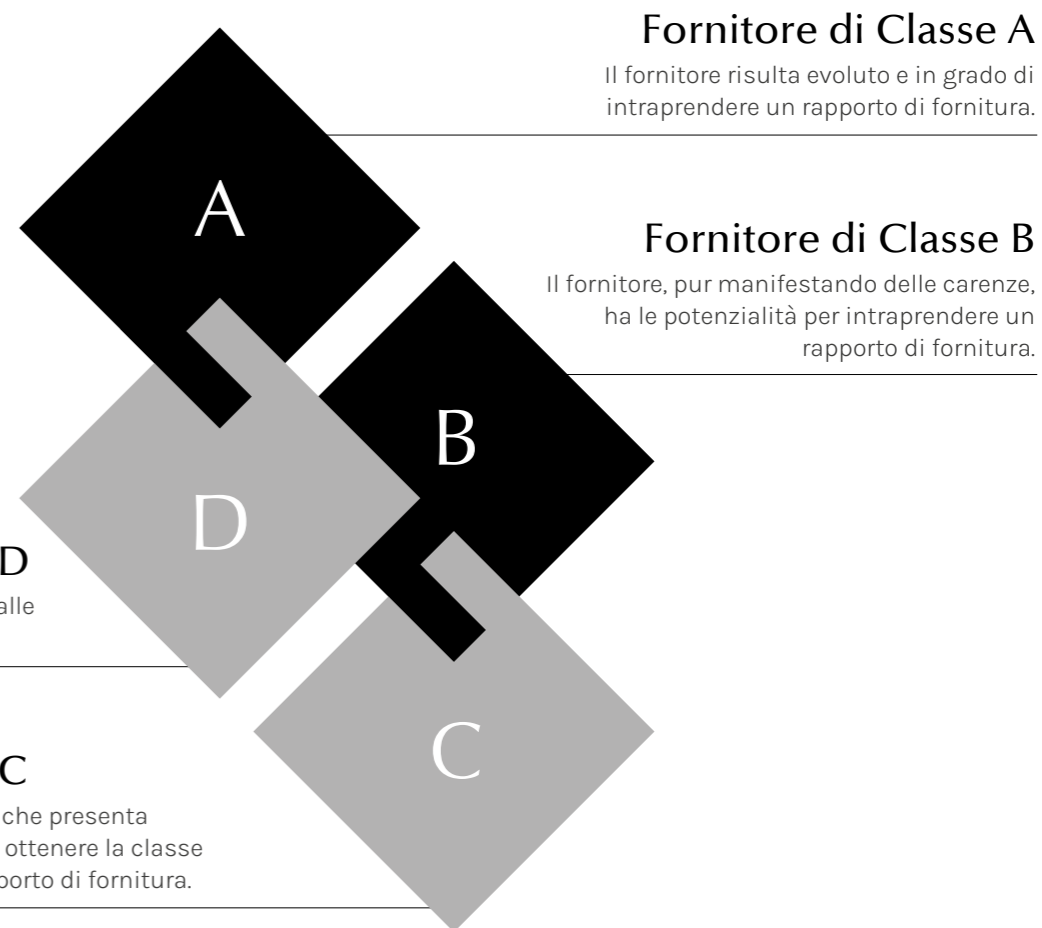 Fornitore di Classe A
Il fornitore risulta evoluto e in grado di
intraprendere un rapporto di fornitura.
A
Fornitore di Classe B
Il fornitore, pur manifestando delle carenze,
ha le potenzialità per intraprendere un
rapporto di fornitura.
B
D
D
alle
C
C
che presenta
ottenere la classe
porto di fornitura.